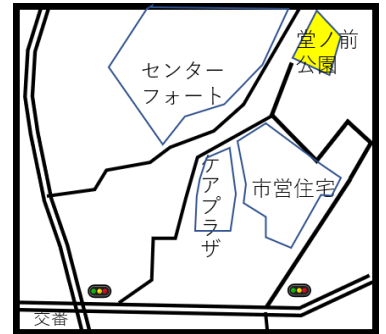 堂ノ前
公園
センター
フォート
ケアプラザ
市営住宅
交番